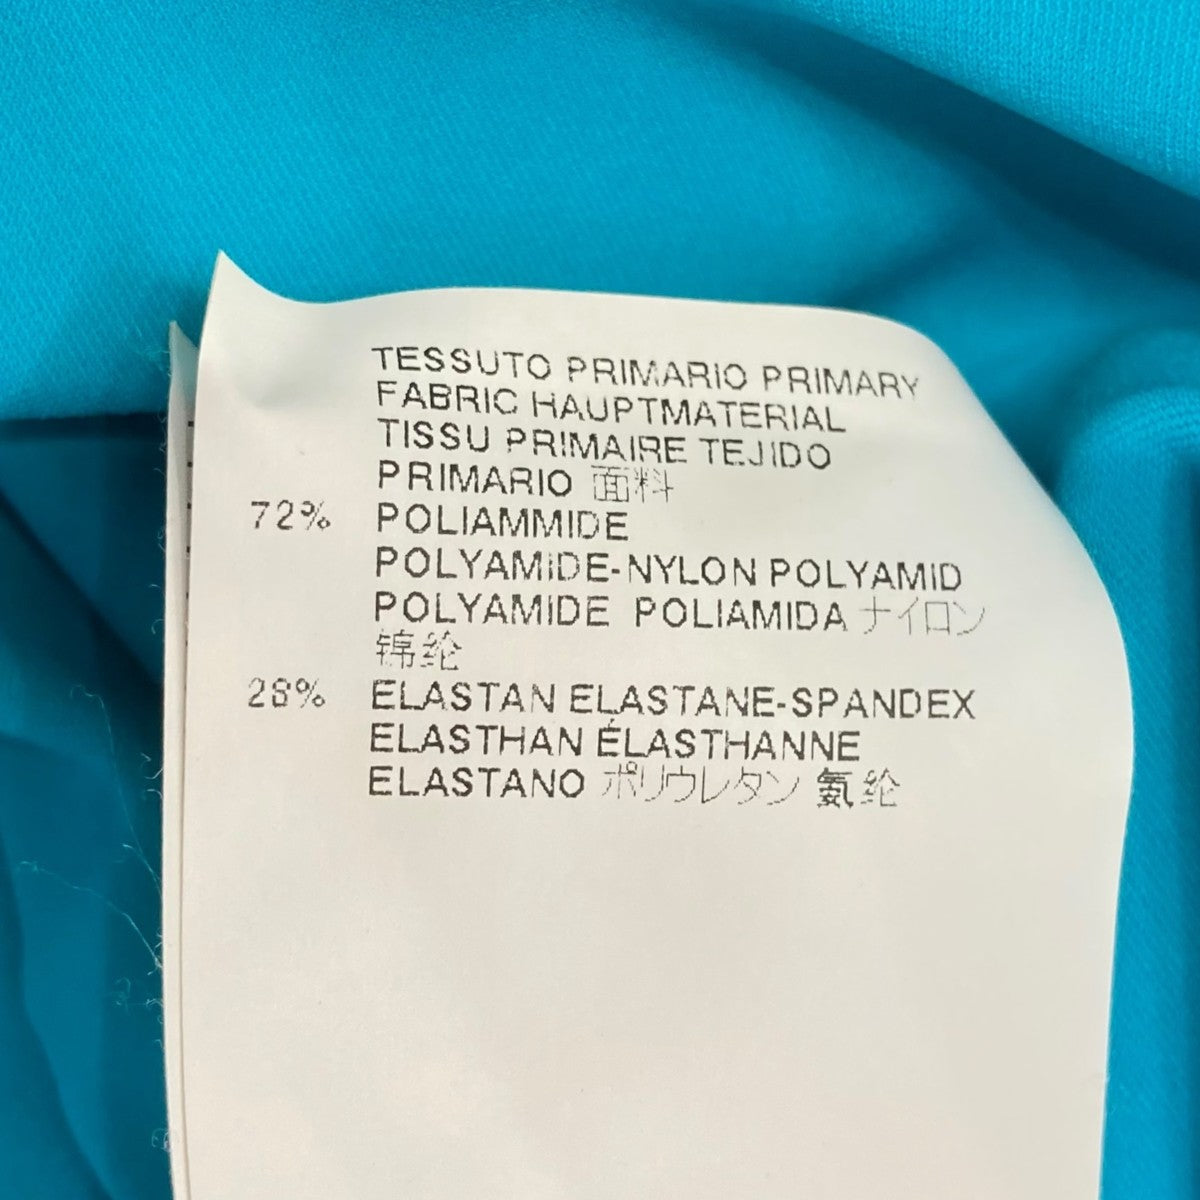 TESSUTO PRIMARIO PRIMARY
FABRIC HAUPTMATERIAL
TISSU PRIMAIRE TEJIDO
PRIMARIO 面料
72% POLIAMMIDE
POLYAMIDE-NYLON POLYAMID
POLYAMIDE POLIAMIDA ナイロン
锦纶
28% ELASTAN ELASTANE-SPANDEX
ELASTHAN ÉLASTHANNE
ELASTANO ポリウレタン 氨纶